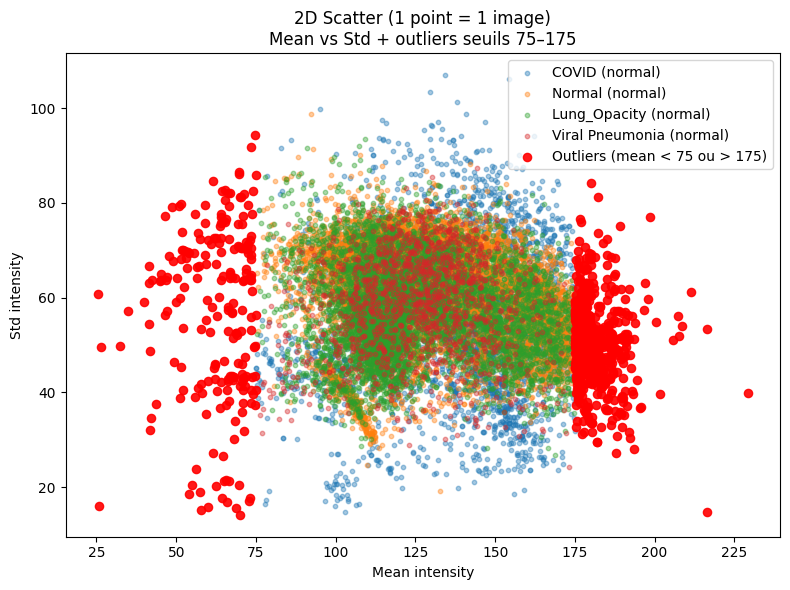 2D Scatter (1 point = 1 image)
Mean vs Std + outliers seuils 75–175
COVID (normal)
Normal (normal)
Lung_Opacity (normal)
Viral Pneumonia (normal)
Outliers (mean < 75 ou > 175)
Std intensity
100
80
60
40
20
25
50
75
100
125
150
175
200
225
Mean intensity